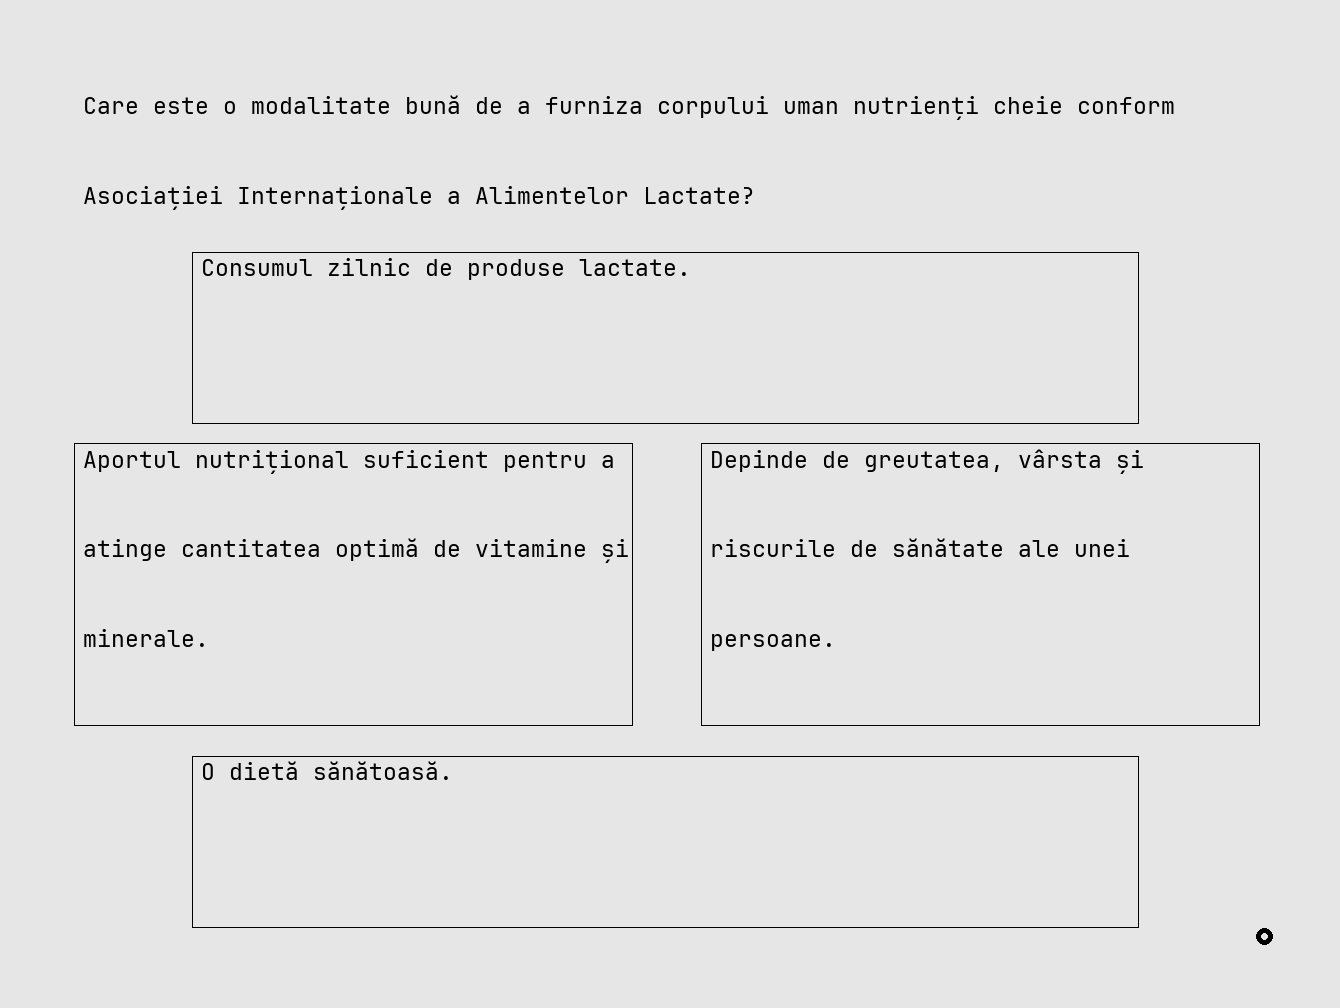 Care este o modalitate bună de a furniza corpului uman nutrienți cheie conform
Asociației Internaționale a Alimentelor Lactate?
Consumul zilnic de produse lactate.
Aportul nutrițional suficient pentru a
atinge cantitatea optimă de vitamine și
minerale.
Depinde de greutatea, vârsta și
riscurile de sănătate ale unei
persoane.
O dietă sănătoasă.